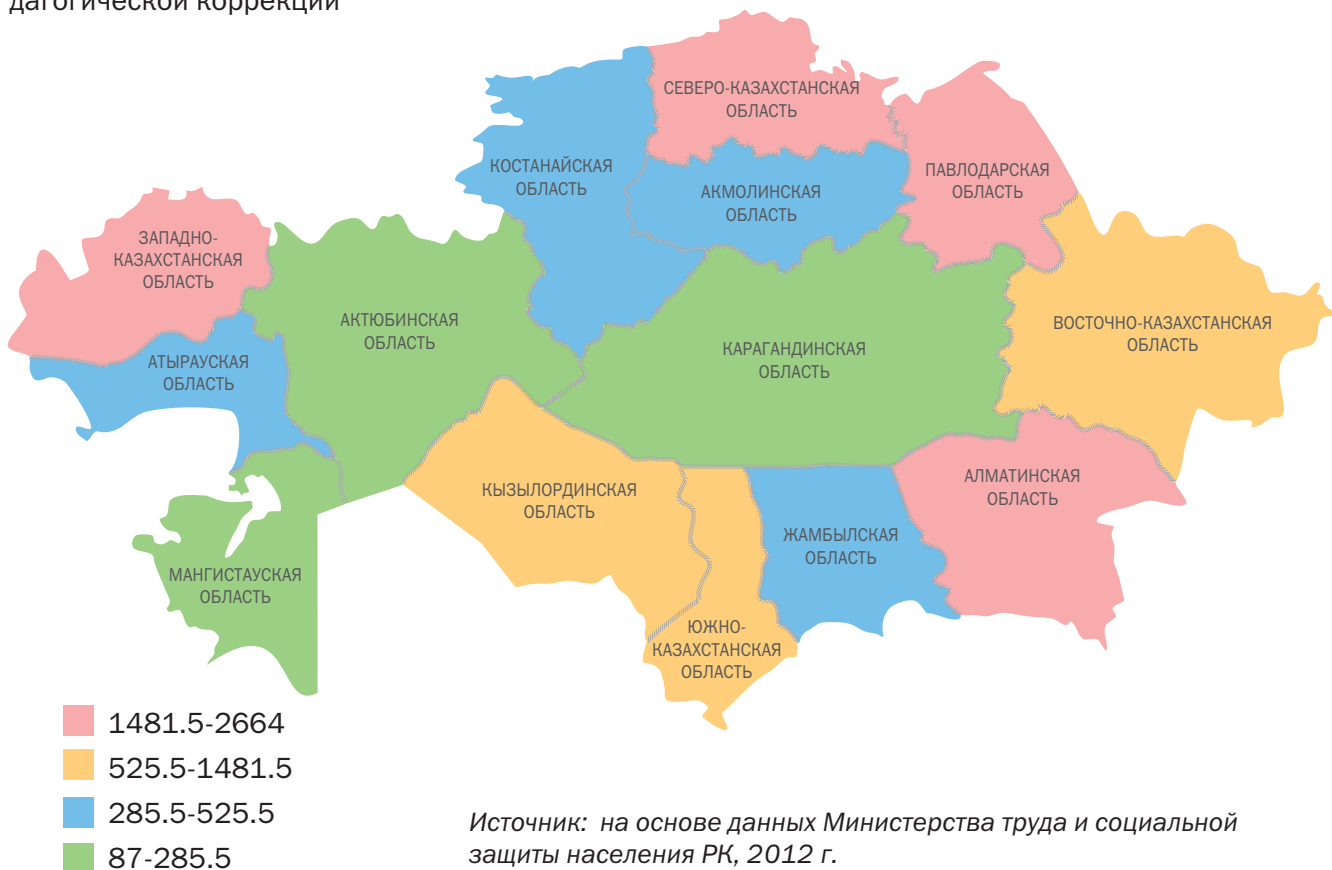 дагогической коррекции
СЕВЕРО-КАЗАХСТАНСКАЯ
ОБЛАСТЬ
КОСТАНАЙСКАЯ
ОБЛАСТЬ
АКМОЛИНСКАЯ
ОБЛАСТЬ
ПАВЛОДАРСКАЯ
ОБЛАСТЬ
ЗАПАДНО-
КАЗАХСТАНСКАЯ
ОБЛАСТЬ
АКТЮБИНСКАЯ
ОБЛАСТЬ
КАРАГАНДИНСКАЯ
ОБЛАСТЬ
ВОСТОЧНО-КАЗАХСТАНСКАЯ
ОБЛАСТЬ
АТЫРАУСКАЯ
ОБЛАСТЬ
КЫЗЫЛОРДИНСКАЯ
ОБЛАСТЬ
АЛМАТИНСКАЯ
ОБЛАСТЬ
ЖАМБЫЛСКАЯ
ОБЛАСТЬ
МАНГИСТАУСКАЯ
ОБЛАСТЬ
ЮЖНО-
КАЗАХСТАНСКАЯ
ОБЛАСТЬ
1481.5-2664
525.5-1481.5
285.5-525.5
87-285.5
Источник: на основе данных Министерства труда и социальной
защиты населения РК, 2012 г.